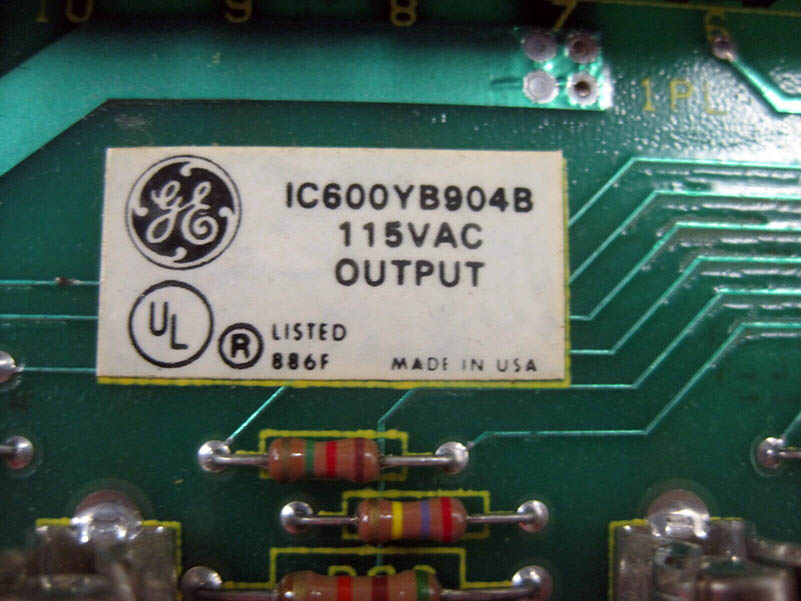 10 9 8 7 6
1PL
GE
IC600YB904B
115VAC
OUTPUT
UL
® LISTED
886F
MADE IN USA